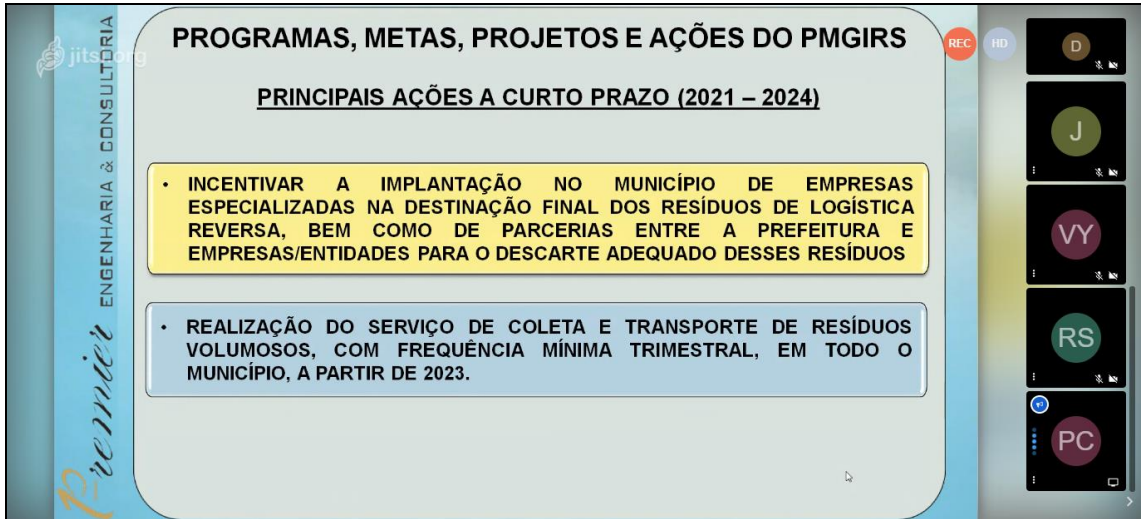 jitsi.org
Premier ENGENHARIA & CONSULTORIA
PROGRAMAS, METAS, PROJETOS E AÇÕES DO PMGIRS
PRINCIPAIS AÇÕES A CURTO PRAZO (2021 – 2024)
• INCENTIVAR A IMPLANTAÇÃO NO MUNICÍPIO DE EMPRESAS
ESPECIALIZADAS NA DESTINAÇÃO FINAL DOS RESÍDUOS DE LOGÍSTICA
REVERSA, BEM COMO DE PARCERIAS ENTRE A PREFEITURA E
EMPRESAS/ENTIDADES PARA O DESCARTE ADEQUADO DESSES RESÍDUOS
• REALIZAÇÃO DO SERVIÇO DE COLETA E TRANSPORTE DE RESÍDUOS
VOLUMOSOS, COM FREQUÊNCIA MÍNIMA TRIMESTRAL, EM TODO O
MUNICÍPIO, A PARTIR DE 2023.
REC
HD
D
J
VY
RS
PC